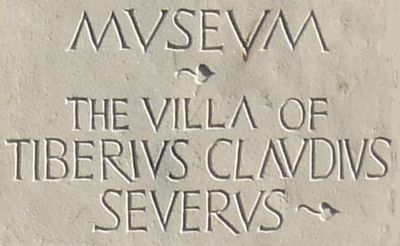 MVSEVM
THE VILLA OF
TIBERIVS CLAVDIVS
SEVERVS